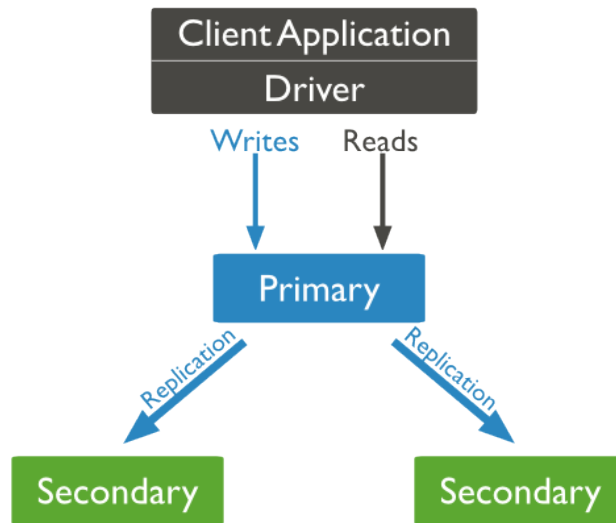 Client Application
Driver
Writes
Reads
Primary
Replication
Replication
Secondary
Secondary